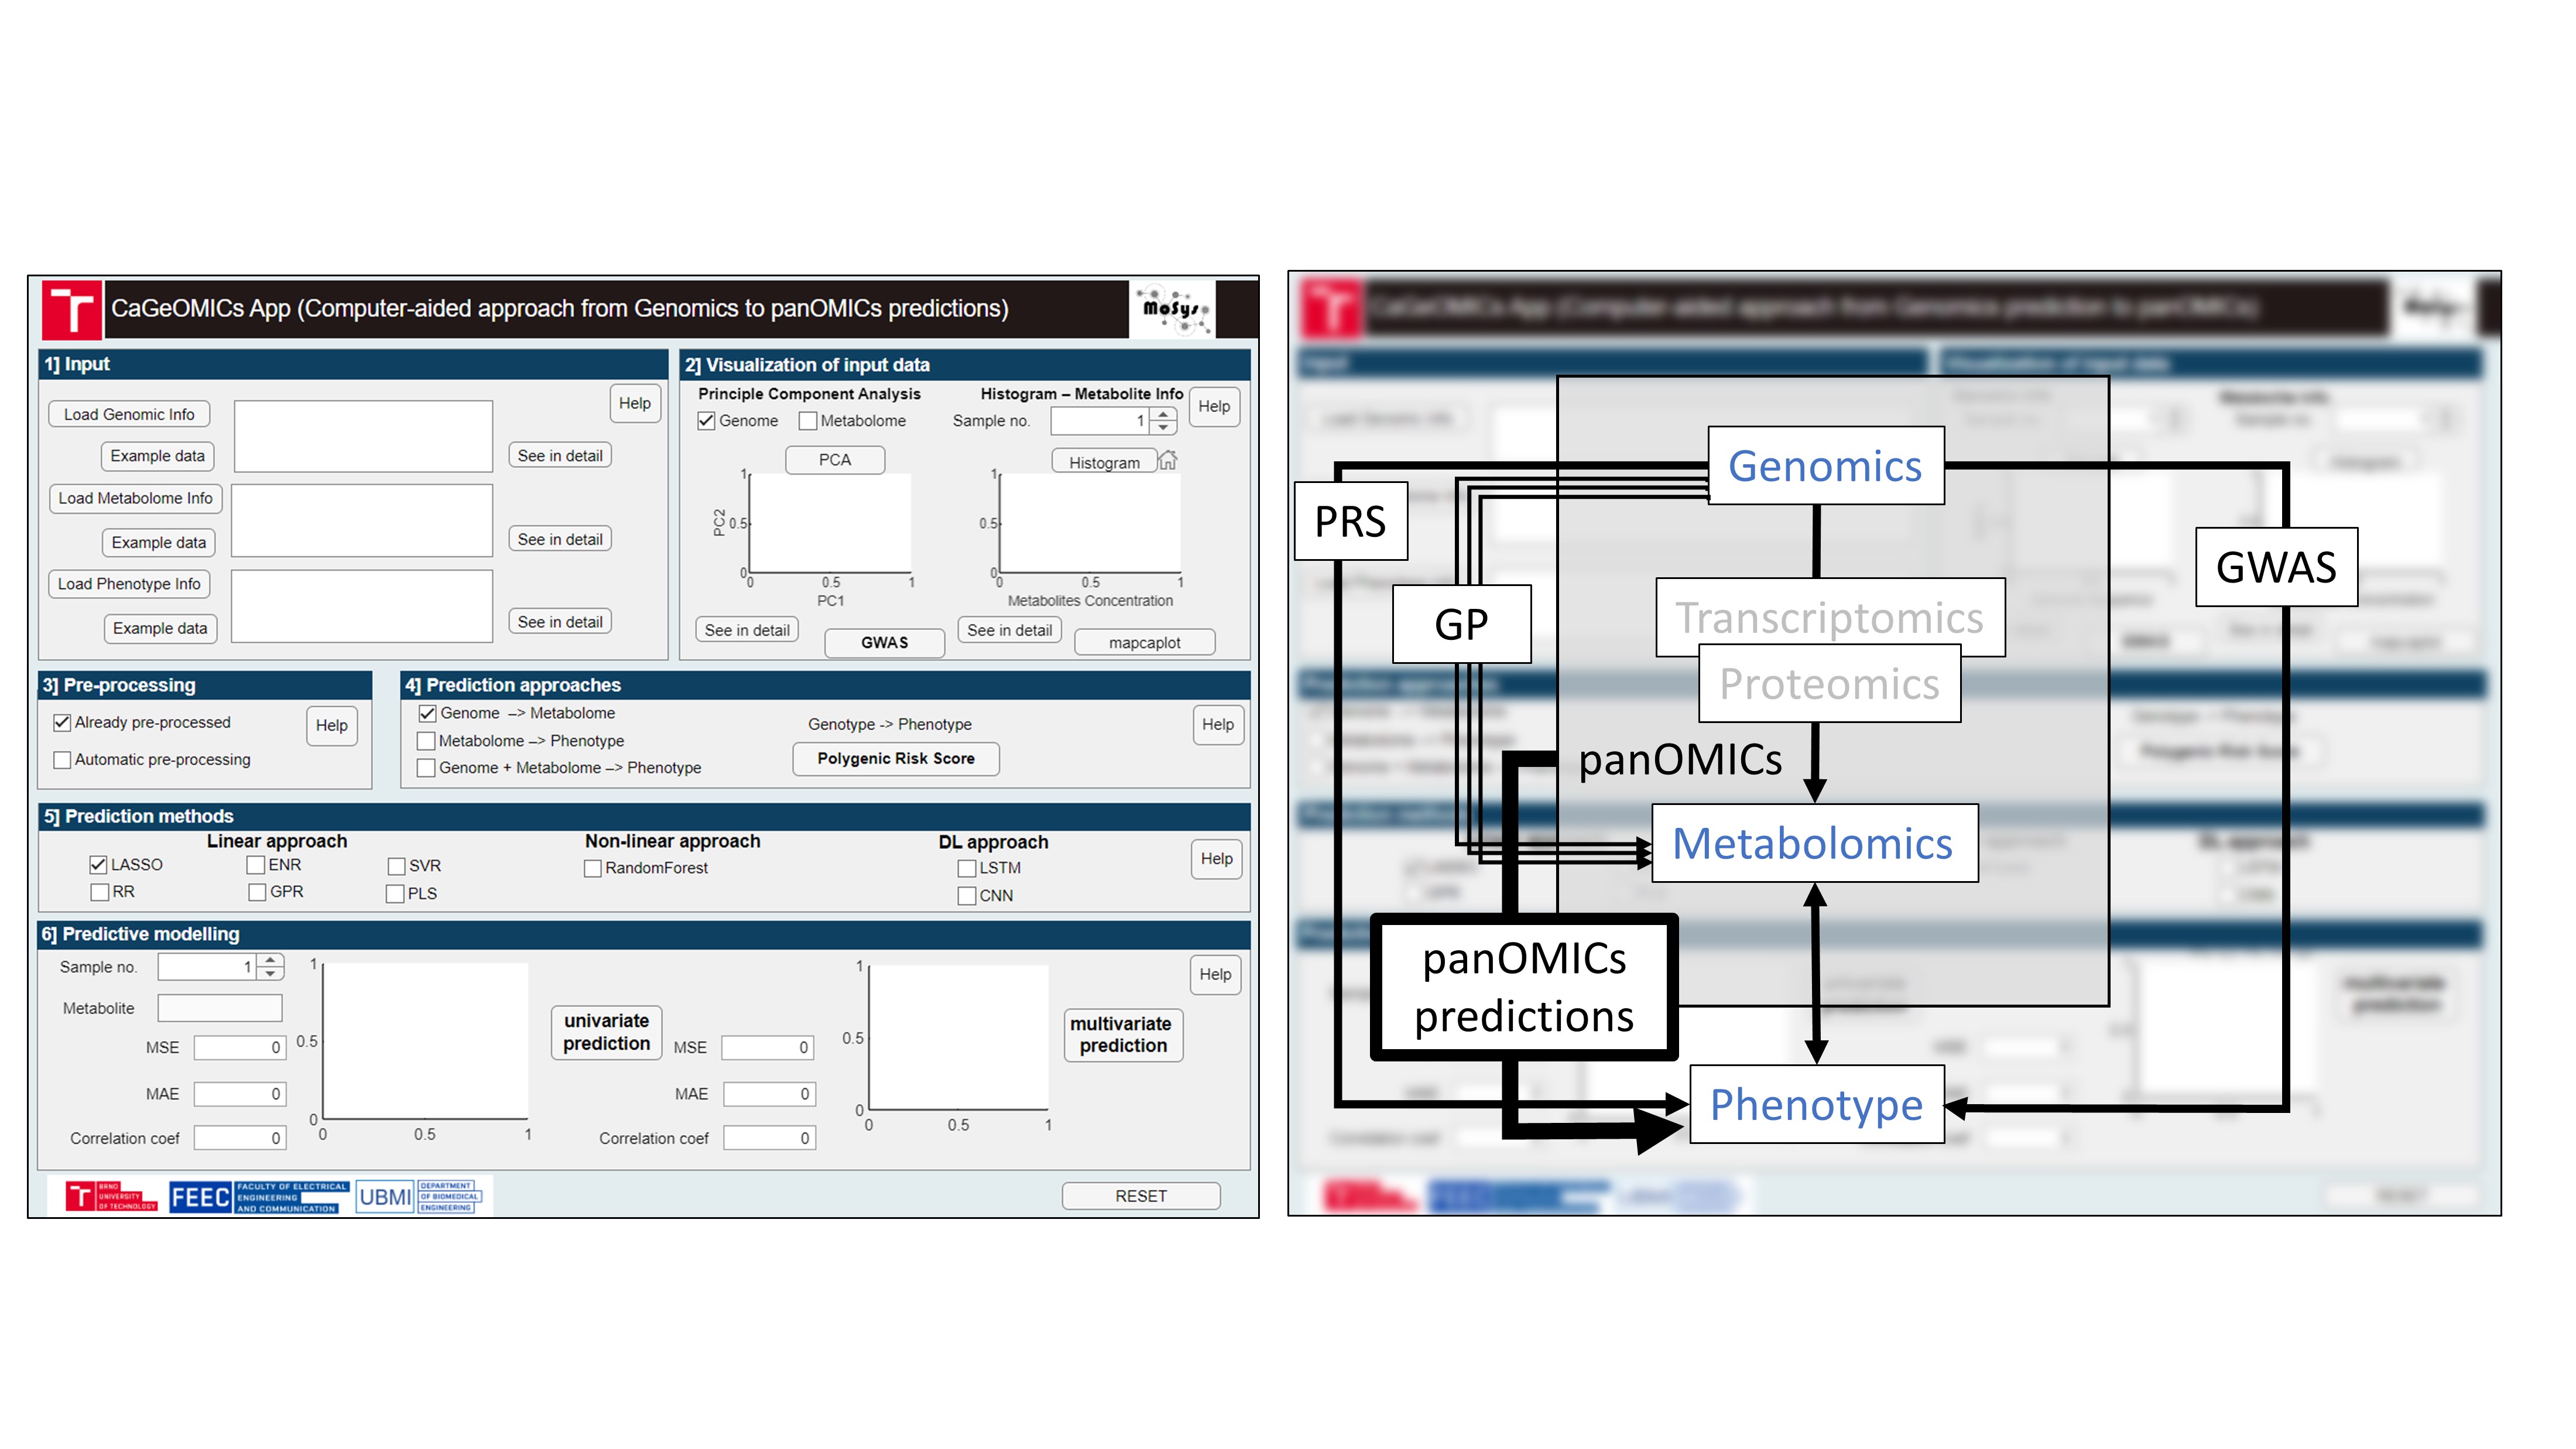 CaGeOMICs App (Computer-aided approach from Genomics to panOMICs predictions)
MoSys
1] Input
Load Genomic Info
Example data
See in detail
Load Metabolome Info
Example data
See in detail
Load Phenotype Info
Example data
See in detail
Help
2] Visualization of input data
Principle Component Analysis
Genome
Metabolome
PCA
1
PC2
0.5
0
0
0.5
1
PC1
See in detail
GWAS
Histogram – Metabolite Info
Sample no.
1
Histogram
1
0.5
0
0
0.5
1
Metabolites Concentration
See in detail
mapcaplot
Help
3] Pre-processing
Already pre-processed
Automatic pre-processing
Help
4] Prediction approaches
Genome –> Metabolome
Metabolome –> Phenotype
Genome + Metabolome –> Phenotype
Genotype -> Phenotype
Polygenic Risk Score
Help
5] Prediction methods
Linear approach
LASSO
ENR
SVR
RR
GPR
PLS
Non-linear approach
RandomForest
DL approach
LSTM
CNN
Help
6] Predictive modelling
Sample no.
1
Metabolite
MSE
0
MAE
0
Correlation coef
0
1
0.5
0
0
0.5
1
univariate
prediction
MSE
0
MAE
0
Correlation coef
0
1
0.5
0
0
0.5
1
multivariate
prediction
Help
BRNO
UNIVERSITY
OF TECHNOLOGY
FEEC
FACULTY OF ELECTRICAL
ENGINEERING
AND COMMUNICATION
UBMI
DEPARTMENT
OF BIOMEDICAL
ENGINEERING
RESET
Genomics
PRS
GWAS
GP
Transcriptomics
Proteomics
panOMICs
Metabolomics
panOMICs
predictions
Phenotype